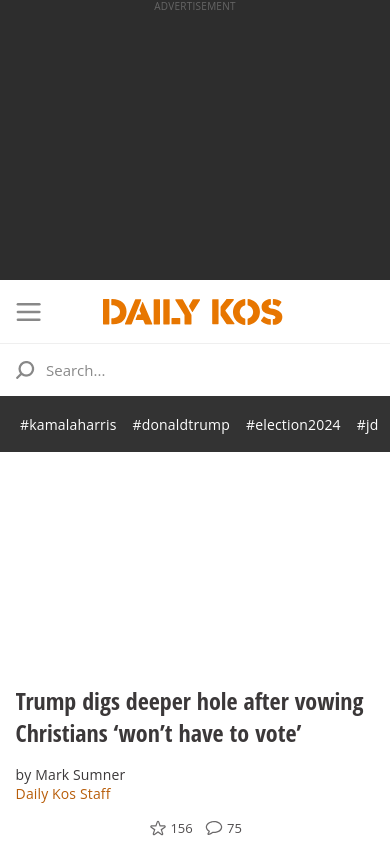 ADVERTISEMENT
DAILY KOS
Search...
#kamalaharris #donaldtrump #election2024 #jd
Trump digs deeper hole after vowing
Christians ‘won’t have to vote’
by Mark Sumner
Daily Kos Staff
156 75